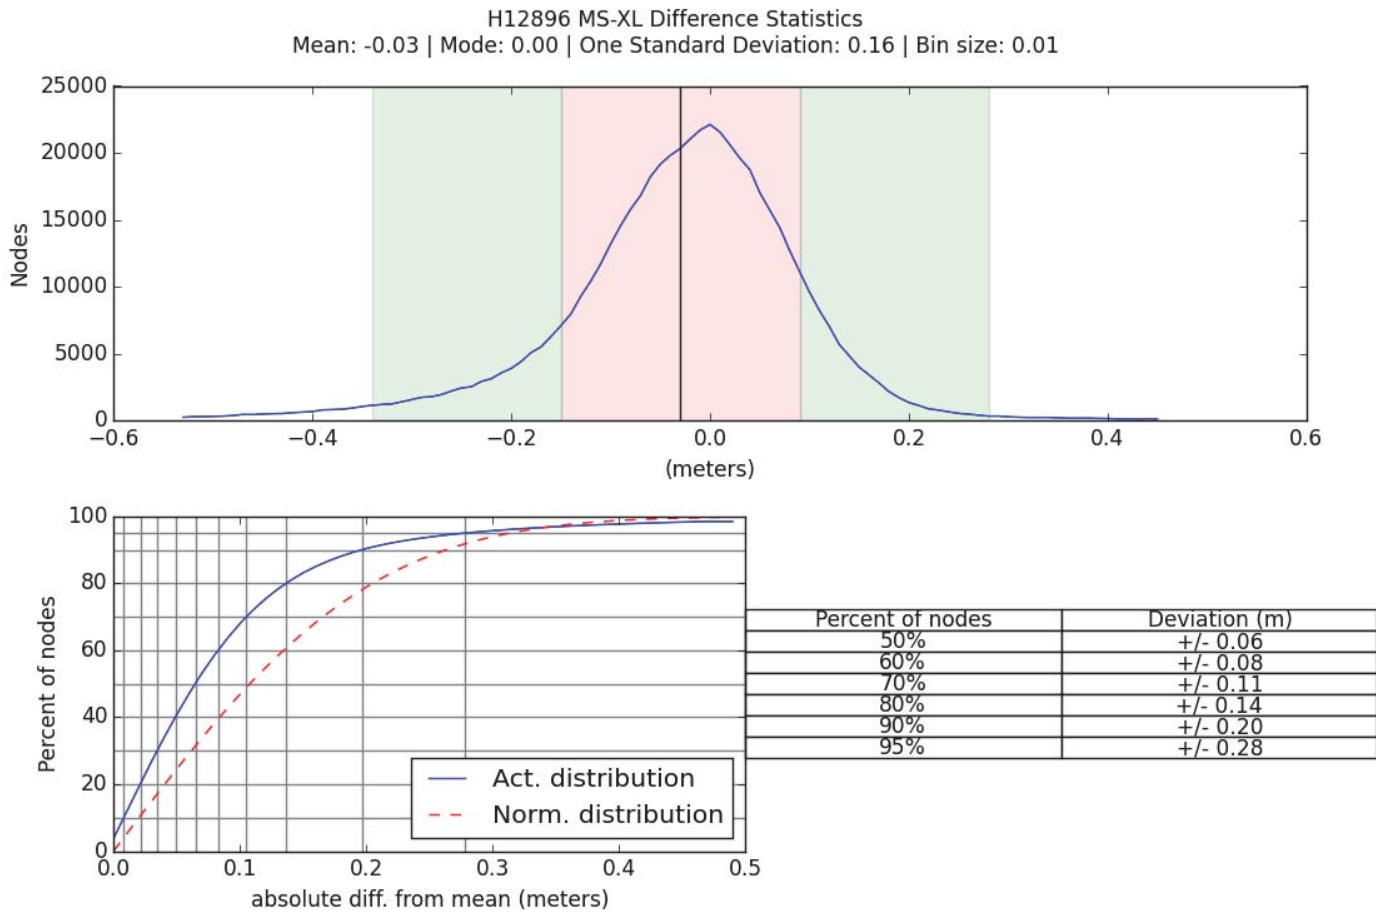 H12896 MS-XL Difference Statistics
Mean: -0.03 | Mode: 0.00 | One Standard Deviation: 0.16 | Bin size: 0.01
25000
20000
15000
10000
5000
0
Nodes
−0.6 −0.4 −0.2 0.0 0.2 0.4 0.6
(meters)
100
80
60
40
20
0
Percent of nodes
Act. distribution
Norm. distribution
0.0 0.1 0.2 0.3 0.4 0.5
absolute diff. from mean (meters)
Percent of nodes Deviation (m)
50% +/- 0.06
60% +/- 0.08
70% +/- 0.11
80% +/- 0.14
90% +/- 0.20
95% +/- 0.28